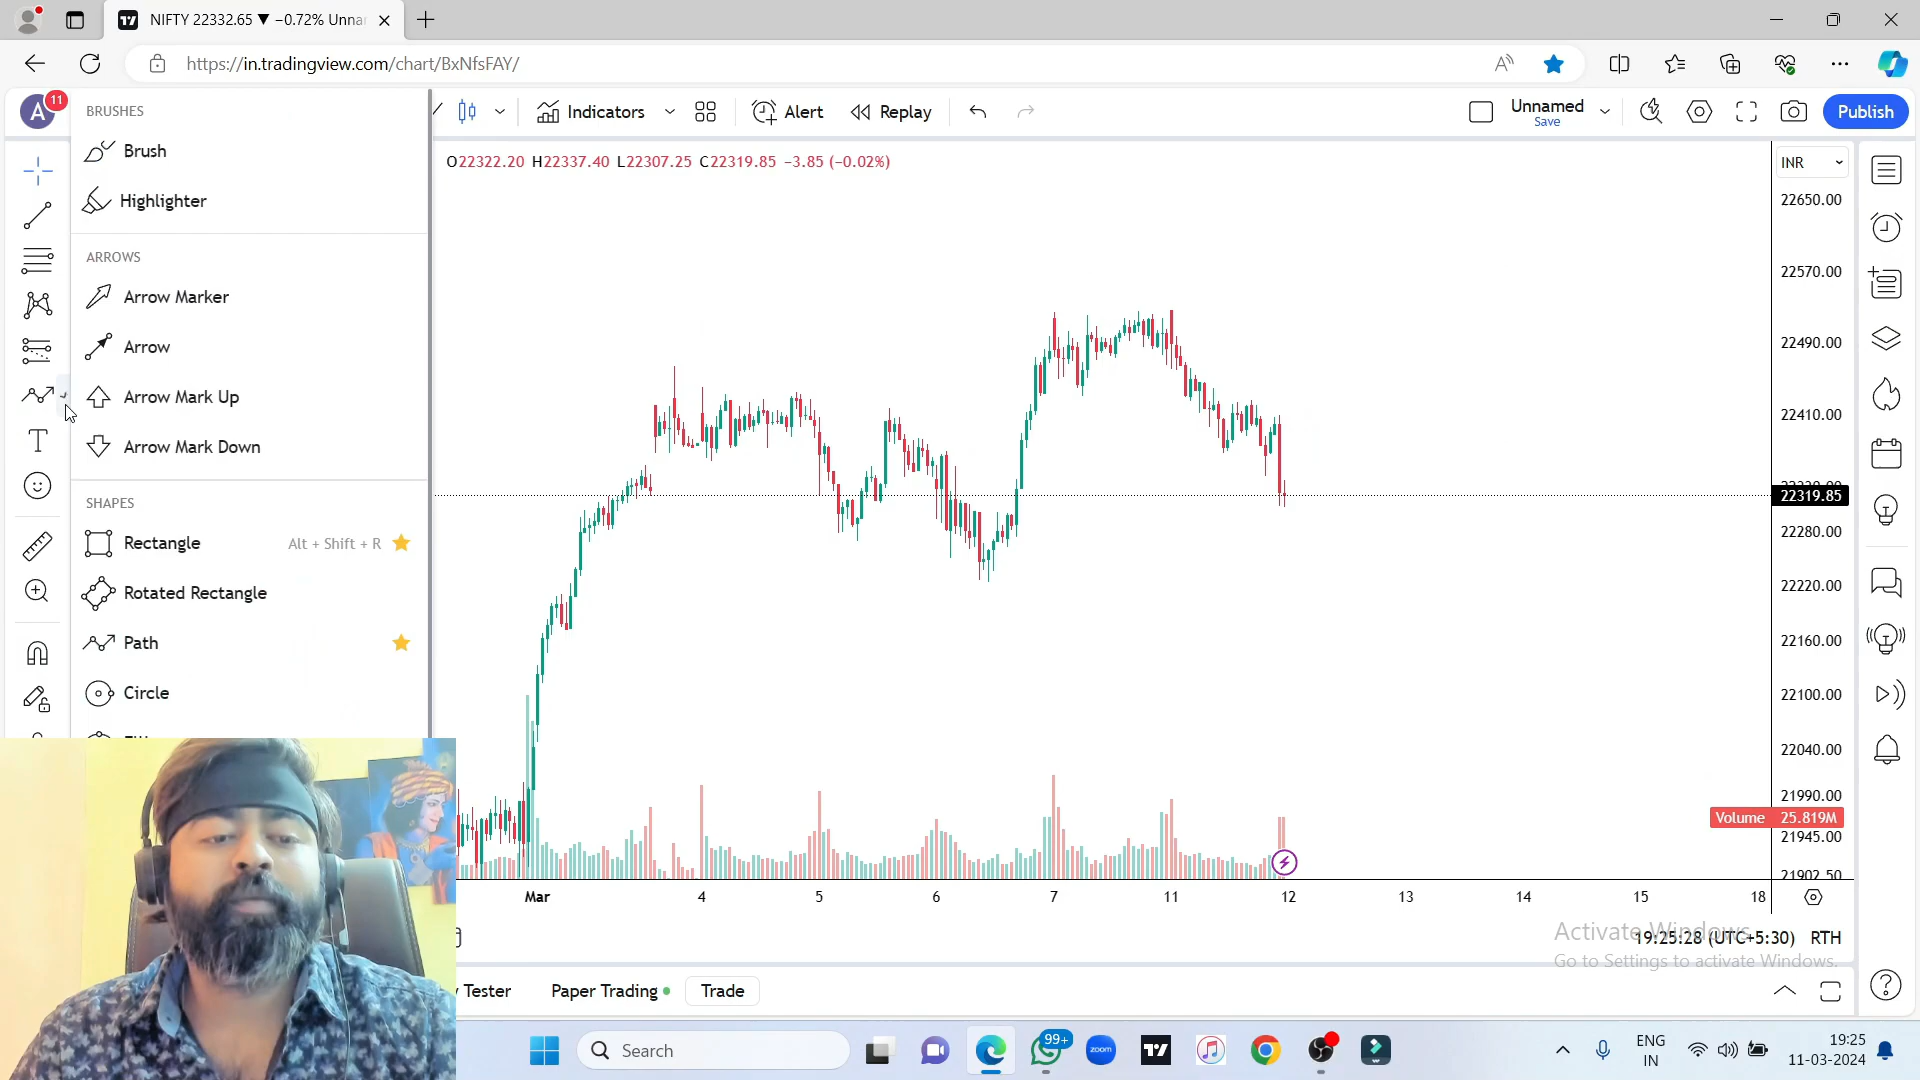 NIFTY 22332.65 ▼ −0.72% Unna
https://in.tradingview.com/chart/BxNfsFAY/
A 11
Indicators Alert Replay Unnamed Save Publish
BRUSHES
Brush
Highlighter
ARROWS
Arrow Marker
Arrow
Arrow Mark Up
Arrow Mark Down
SHAPES
Rectangle Alt + Shift + R
Rotated Rectangle
Path
Circle
O22322.20 H22337.40 L22307.25 C22319.85 −3.85 (−0.02%)
INR
22650.00
22570.00
22490.00
22410.00
22319.85
22280.00
22220.00
22160.00
22100.00
22040.00
21990.00
Volume 25.819M
21945.00
21902.50
Mar 4 5 6 7 11 12 13 14 15 18
Activate Windows
19:25:28 (UTC+5:30) RTH
Go to Settings to activate Windows.
Tester Paper Trading Trade
Search
99+
zoom
ENG
IN
19:25
11-03-2024